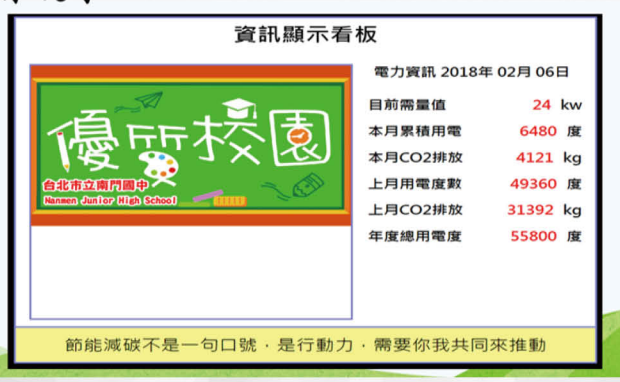 資訊顯示看板
優質校園
台北市立南門國中
Nanmen Junior High School
電力資訊 2018年 02月 06日
目前需量值 24 kw
本月累積用電 6480 度
本月CO2排放 4121 kg
上月用電度數 49360 度
上月CO2排放 31392 kg
年度總用電度 55800 度
節能減碳不是一句口號，是行動力，需要你我共同來推動